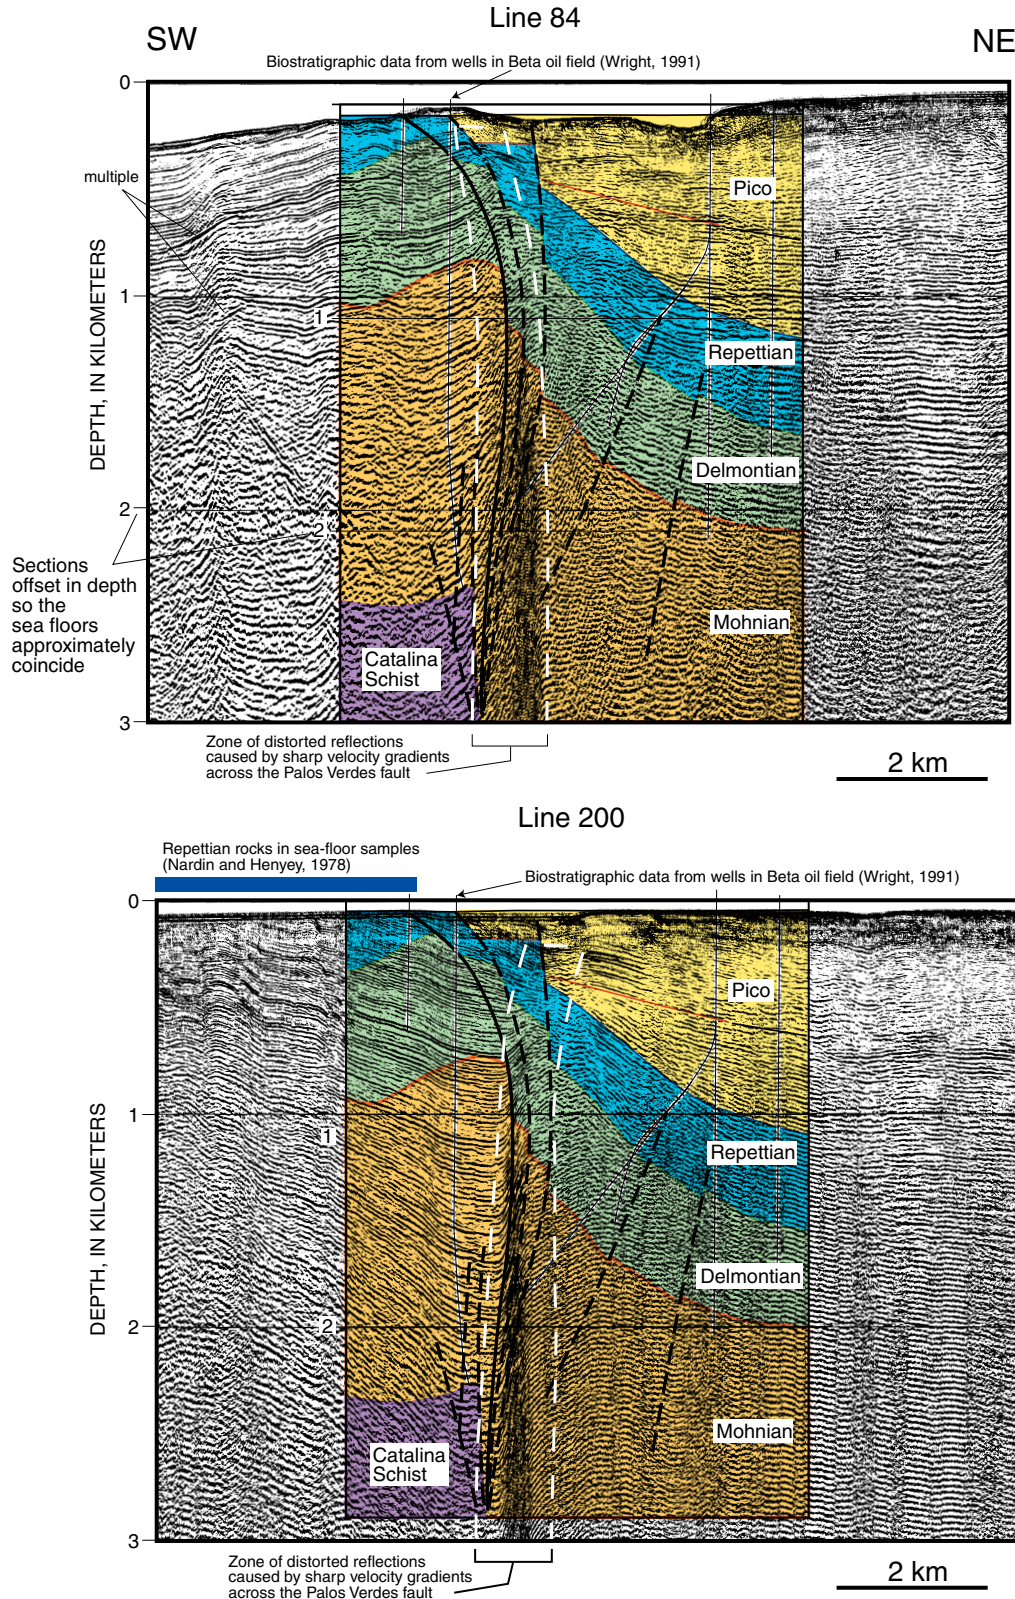 Line 84
SW
NE
Biostratigraphic data from wells in Beta oil field (Wright, 1991)
0
multiple
Pico
DEPTH, IN KILOMETERS
1
1
Repettian
Delmontian
2
2
Sections
offset in depth
so the
sea floors
approximately
coincide
Mohnian
Catalina
Schist
3
Zone of distorted reflections
caused by sharp velocity gradients
across the Palos Verdes fault
2 km
Line 200
Repettian rocks in sea-floor samples
(Nardin and Henyey, 1978)
Biostratigraphic data from wells in Beta oil field (Wright, 1991)
0
Pico
DEPTH, IN KILOMETERS
1
1
Repettian
Delmontian
2
2
Mohnian
Catalina
Schist
3
Zone of distorted reflections
caused by sharp velocity gradients
across the Palos Verdes fault
2 km